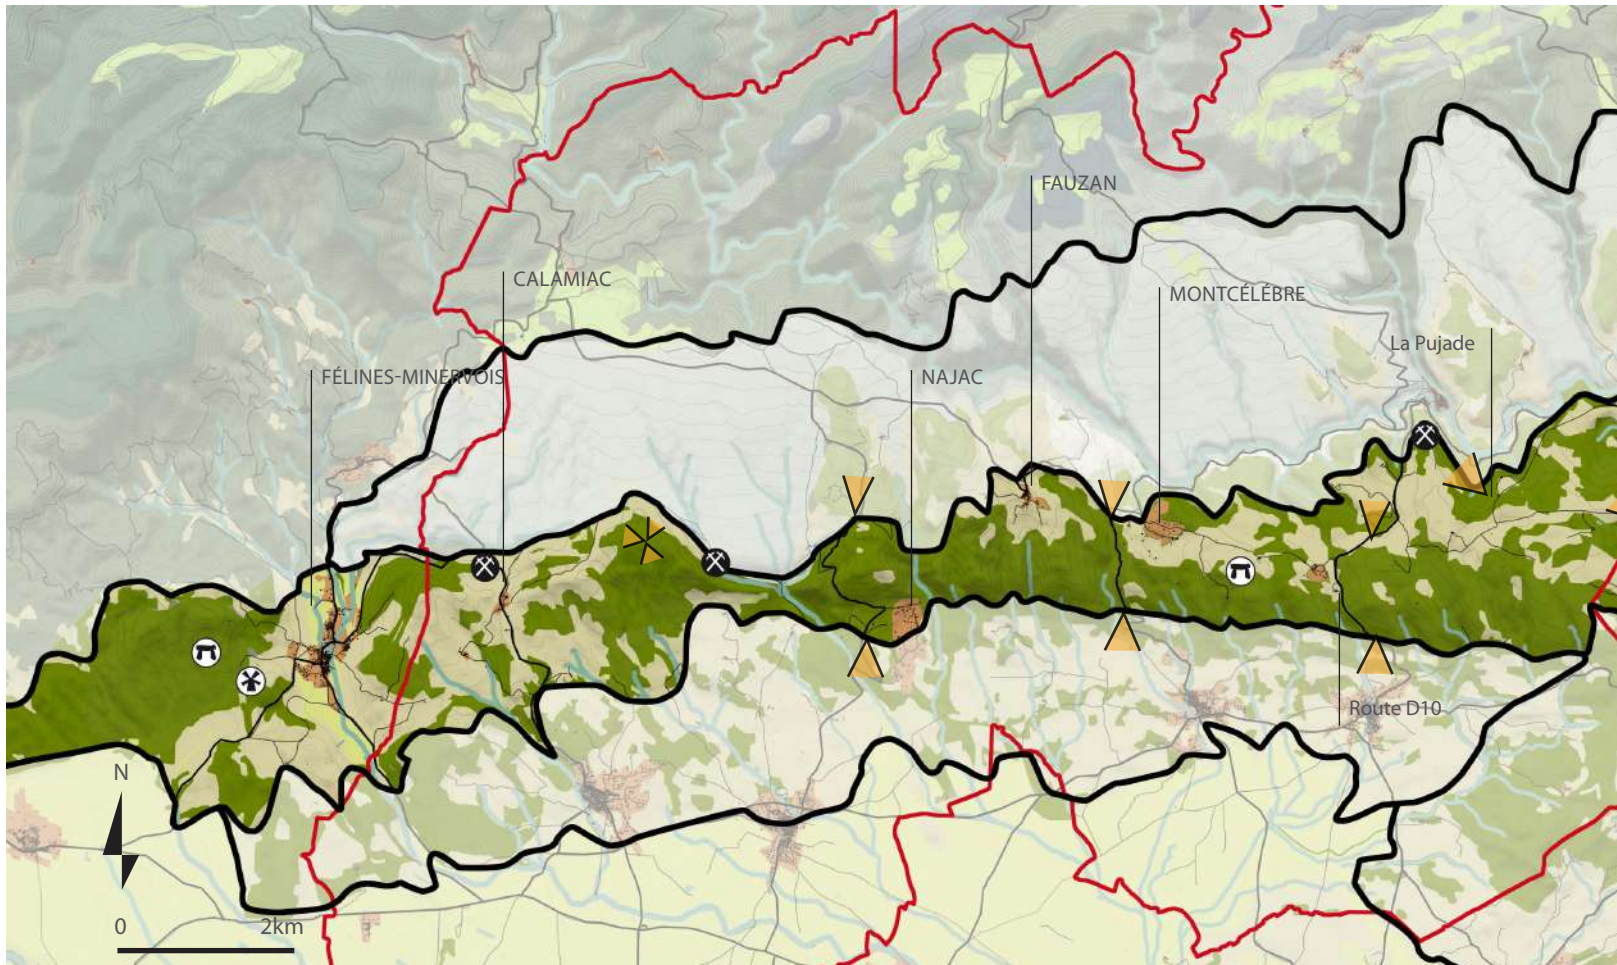 FAUZAN
CALAMIAC
MONTCÉLÈBRE
La Pujade
FÉLINES-MINERVOIS
NAJAC
Route D10
N
0
2km